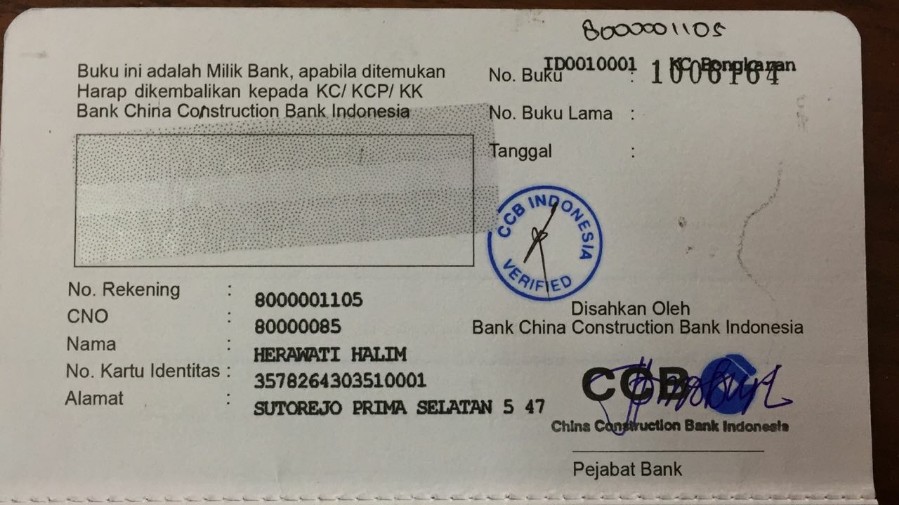 8000001105
Buku ini adalah Milik Bank, apabila ditemukan
Harap dikembalikan kepada KC/ KCP/ KK
Bank China Construction Bank Indonesia
ID0010001 KC Bongkaran
No. Buku : 1006164
No. Buku Lama :
Tanggal :
CCB INDONESIA
VERIFIED
No. Rekening : 8000001105
CNO : 80000085
Nama : HERAWATI HALIM
No. Kartu Identitas : 3578264303510001
Alamat : SUTOREJO PRIMA SELATAN 5 47
Disahkan Oleh
Bank China Construction Bank Indonesia
CCB
China Construction Bank Indonesia
Pejabat Bank